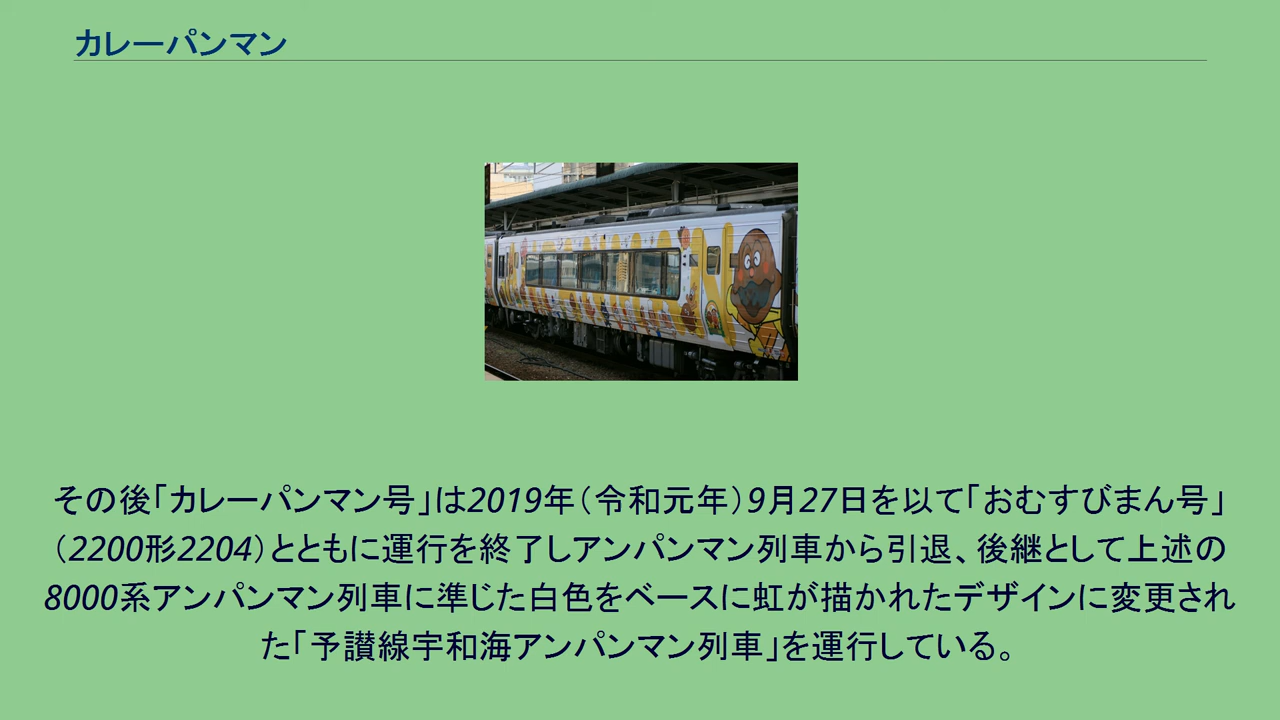 カレーパンマン
その後「カレーパンマン号」は2019年（令和元年）9月27日を以て「おむすびまん号」
（2200形2204）とともに運行を終了しアンパンマン列車から引退、後継として上述の
8000系アンパンマン列車に準じた白色をベースに虹が描かれたデザインに変更され
た「予讃線宇和海アンパンマン列車」を運行している。